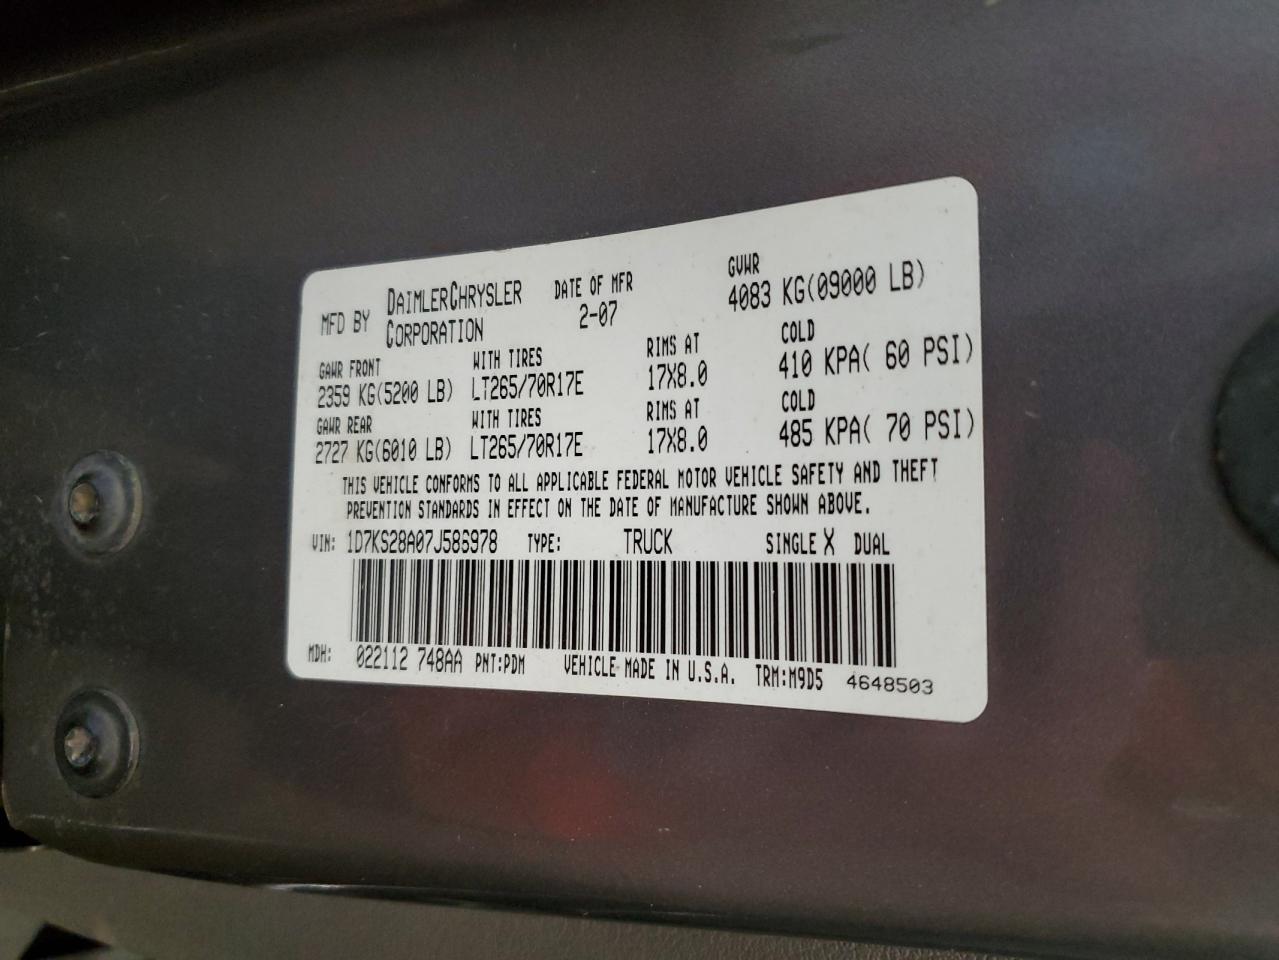 MFD BY DAIMLERCHRYSLER CORPORATION DATE OF MFR 2-07 GVWR 4083 KG(09000 LB)
GAWR FRONT WITH TIRES RIMS AT COLD
2359 KG(5200 LB) LT265/70R17E 17X8.0 410 KPA( 60 PSI)
GAWR REAR WITH TIRES RIMS AT COLD
2727 KG(6010 LB) LT265/70R17E 17X8.0 485 KPA( 70 PSI)
THIS VEHICLE CONFORMS TO ALL APPLICABLE FEDERAL MOTOR VEHICLE SAFETY AND THEFT
PREVENTION STANDARDS IN EFFECT ON THE DATE OF MANUFACTURE SHOWN ABOVE.
VIN: 1D7KS28A07J586978 TYPE: TRUCK SINGLE X DUAL
MDH: 022112 748AA PNT:PDM VEHICLE MADE IN U.S.A. TRM:M9D5 4648503